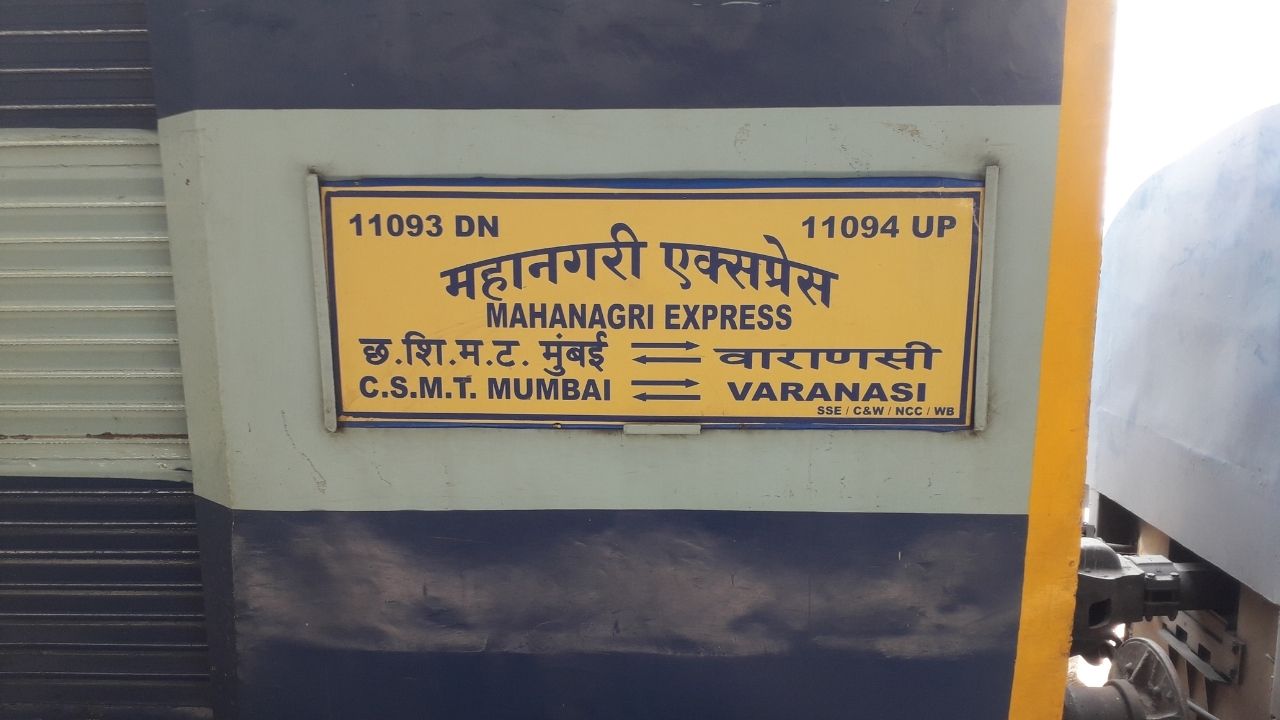 11093 DN 11094 UP
महानगरी एक्सप्रेस
MAHANAGRI EXPRESS
छ.शि.म.ट. मुंबई वाराणसी
C.S.M.T. MUMBAI VARANASI
SSE / C&W / NCC / WB